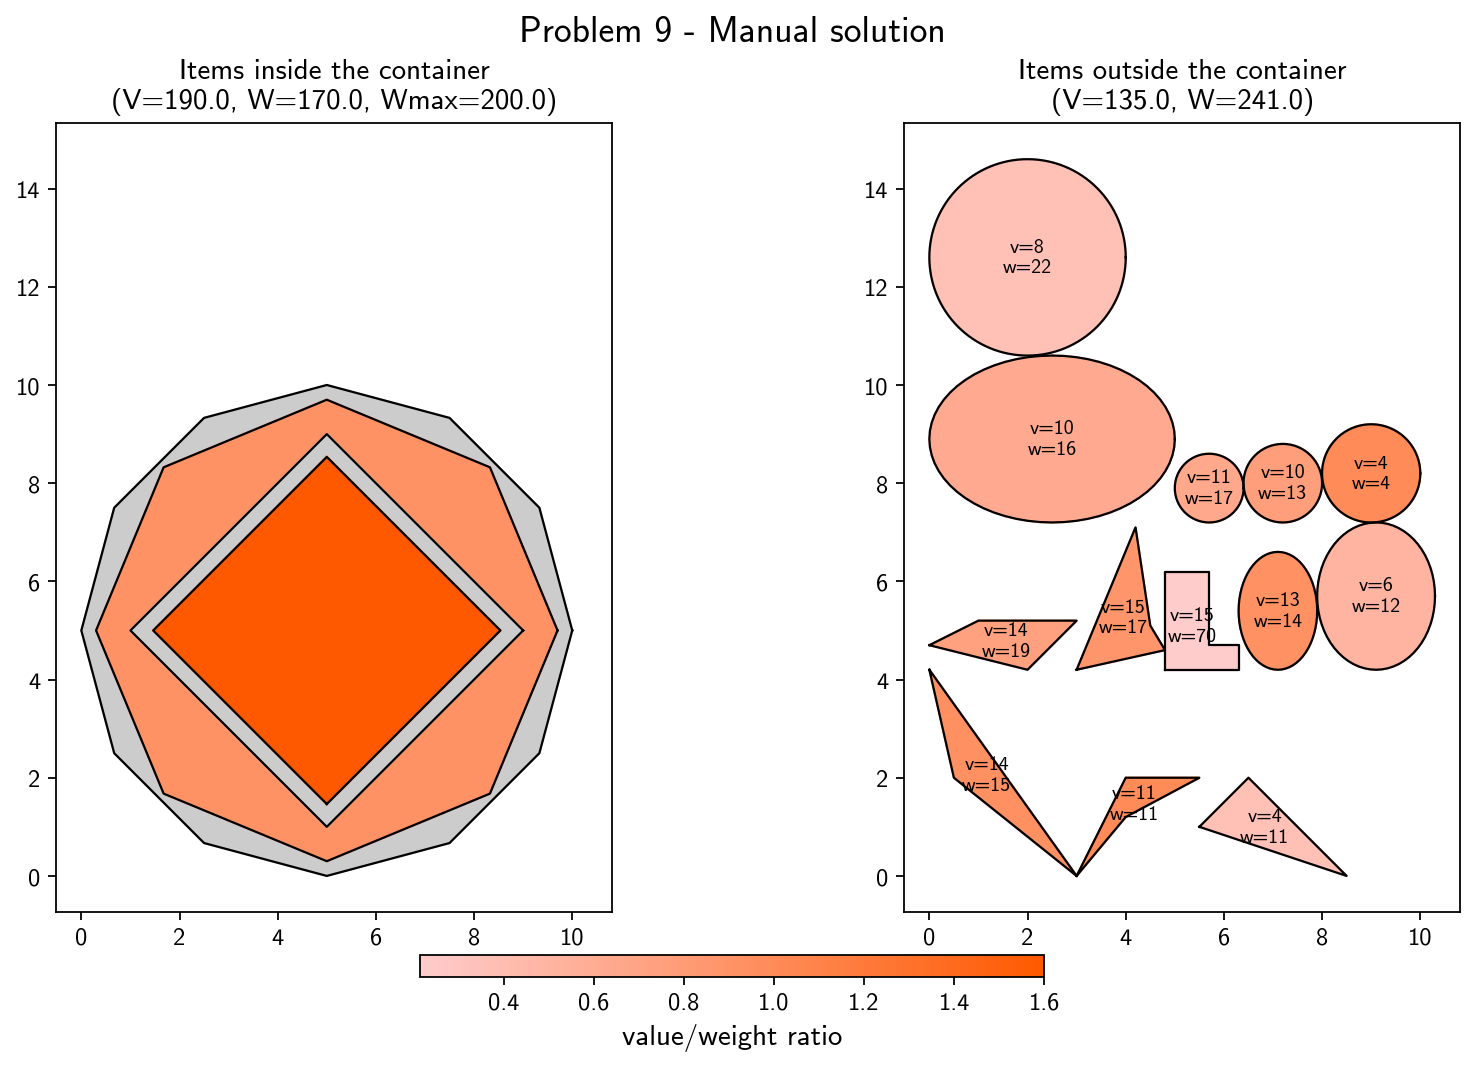 Problem 9 - Manual solution
Items inside the container
(V=190.0, W=170.0, Wmax=200.0)
Items outside the container
(V=135.0, W=241.0)
14
12
10
8
6
4
2
0
0 2 4 6 8 10
14
12
10
8
6
4
2
0
v=8
w=22
v=10
w=16
v=11
w=17
v=10
w=13
v=4
w=4
v=14
w=19
v=15
w=17
v=15
w=70
v=13
w=14
v=6
w=12
v=14
w=15
v=11
w=11
v=4
w=11
0 2 4 6 8 10
0.4 0.6 0.8 1.0 1.2 1.4 1.6
value/weight ratio